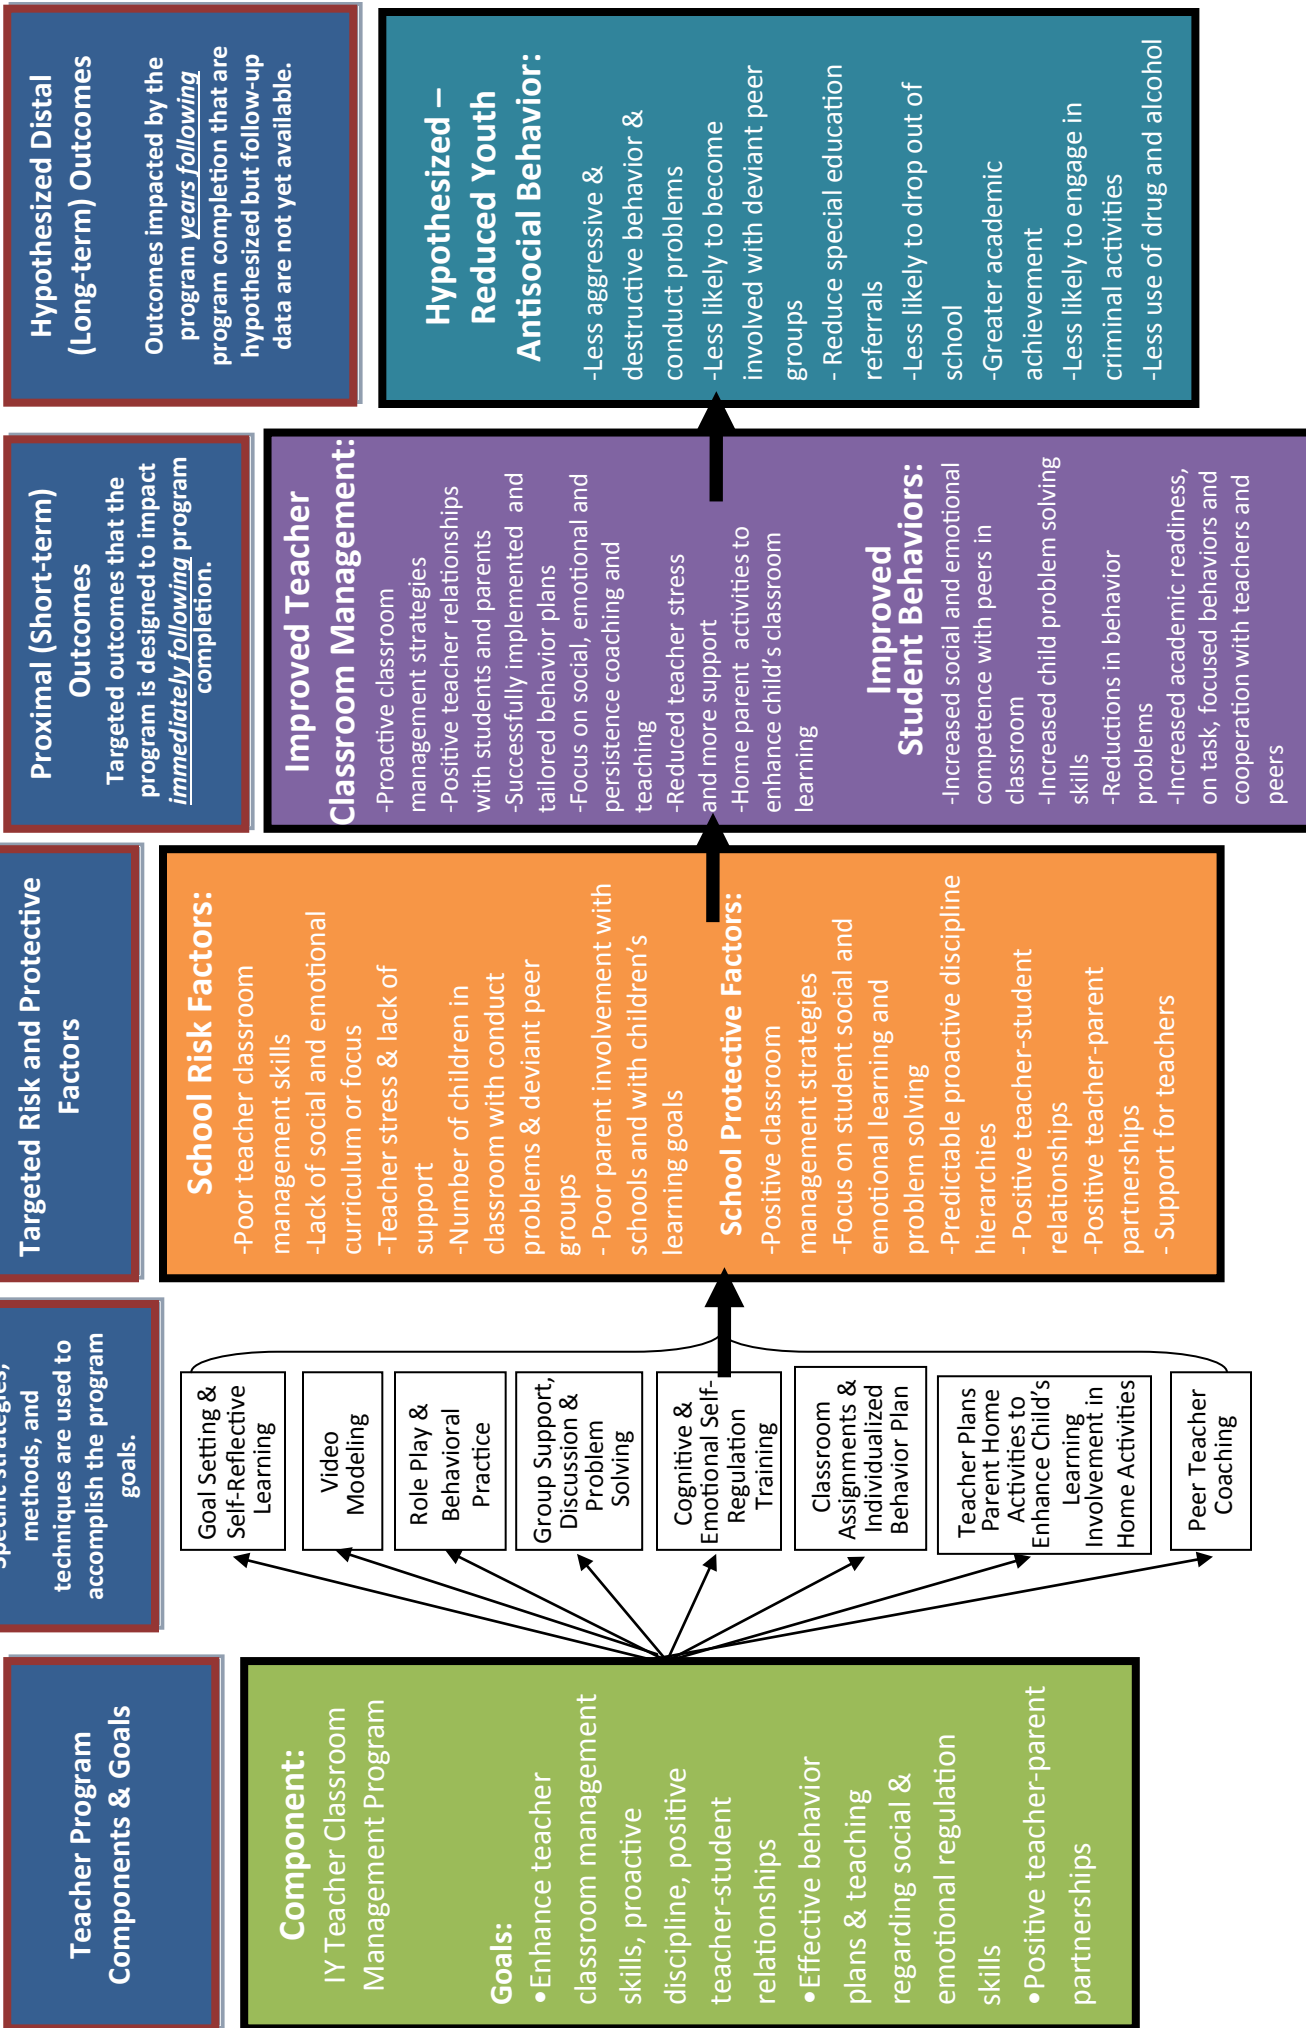 Teacher Program
Components & Goals
Component:
IY Teacher Classroom
Management Program
Goals:
•Enhance teacher
classroom management
skills, proactive
discipline, positive
teacher-student
relationships
•Effective behavior
plans & teaching
regarding social &
emotional regulation
skills
•Positive teacher-parent
partnerships
Specific strategies,
methods, and
techniques are used to
accomplish the program
goals.
Goal Setting &
Self-Reflective
Learning
Video
Modeling
Role Play &
Behavioral
Practice
Group Support,
Discussion &
Problem
Solving
Cognitive &
Emotional Self-
Regulation
Training
Classroom
Assignments &
Individualized
Behavior Plan
Teacher Plans
Parent Home
Activities to
Enhance Child's
Learning
Involvement in
Home Activities
Peer Teacher
Coaching
Targeted Risk and Protective
Factors
School Risk Factors:
-Poor teacher classroom
management skills
-Lack of social and emotional
curriculum or focus
-Teacher stress & lack of
support
-Number of children in
classroom with conduct
problems & deviant peer
groups
- Poor parent involvement with
schools and with children's
learning goals
School Protective Factors:
-Positive classroom
management strategies
-Focus on student social and
emotional learning and
problem solving
-Predictable proactive discipline
hierarchies
- Positive teacher-student
relationships
-Positive teacher-parent
partnerships
- Support for teachers
Proximal (Short-term)
Outcomes
Targeted outcomes that the
program is designed to impact
immediately following program
completion.
Improved Teacher
Classroom Management:
-Proactive classroom
management strategies
-Positive teacher relationships
with students and parents
-Successfully implemented and
tailored behavior plans
-Focus on social, emotional and
persistence coaching and
teaching
-Reduced teacher stress
and more support
-Home parent activities to
enhance child's classroom
learning
Improved
Student Behaviors:
-Increased social and emotional
competence with peers in
classroom
-Increased child problem solving
skills
-Reductions in behavior
problems
-Increased academic readiness,
on task, focused behaviors and
cooperation with teachers and
peers
Hypothesized Distal
(Long-term) Outcomes
Outcomes impacted by the
program years following
program completion that are
hypothesized but follow-up
data are not yet available.
Hypothesized –
Reduced Youth
Antisocial Behavior:
-Less aggressive &
destructive behavior &
conduct problems
-Less likely to become
involved with deviant peer
groups
- Reduce special education
referrals
-Less likely to drop out of
school
-Greater academic
achievement
-Less likely to engage in
criminal activities
-Less use of drug and alcohol